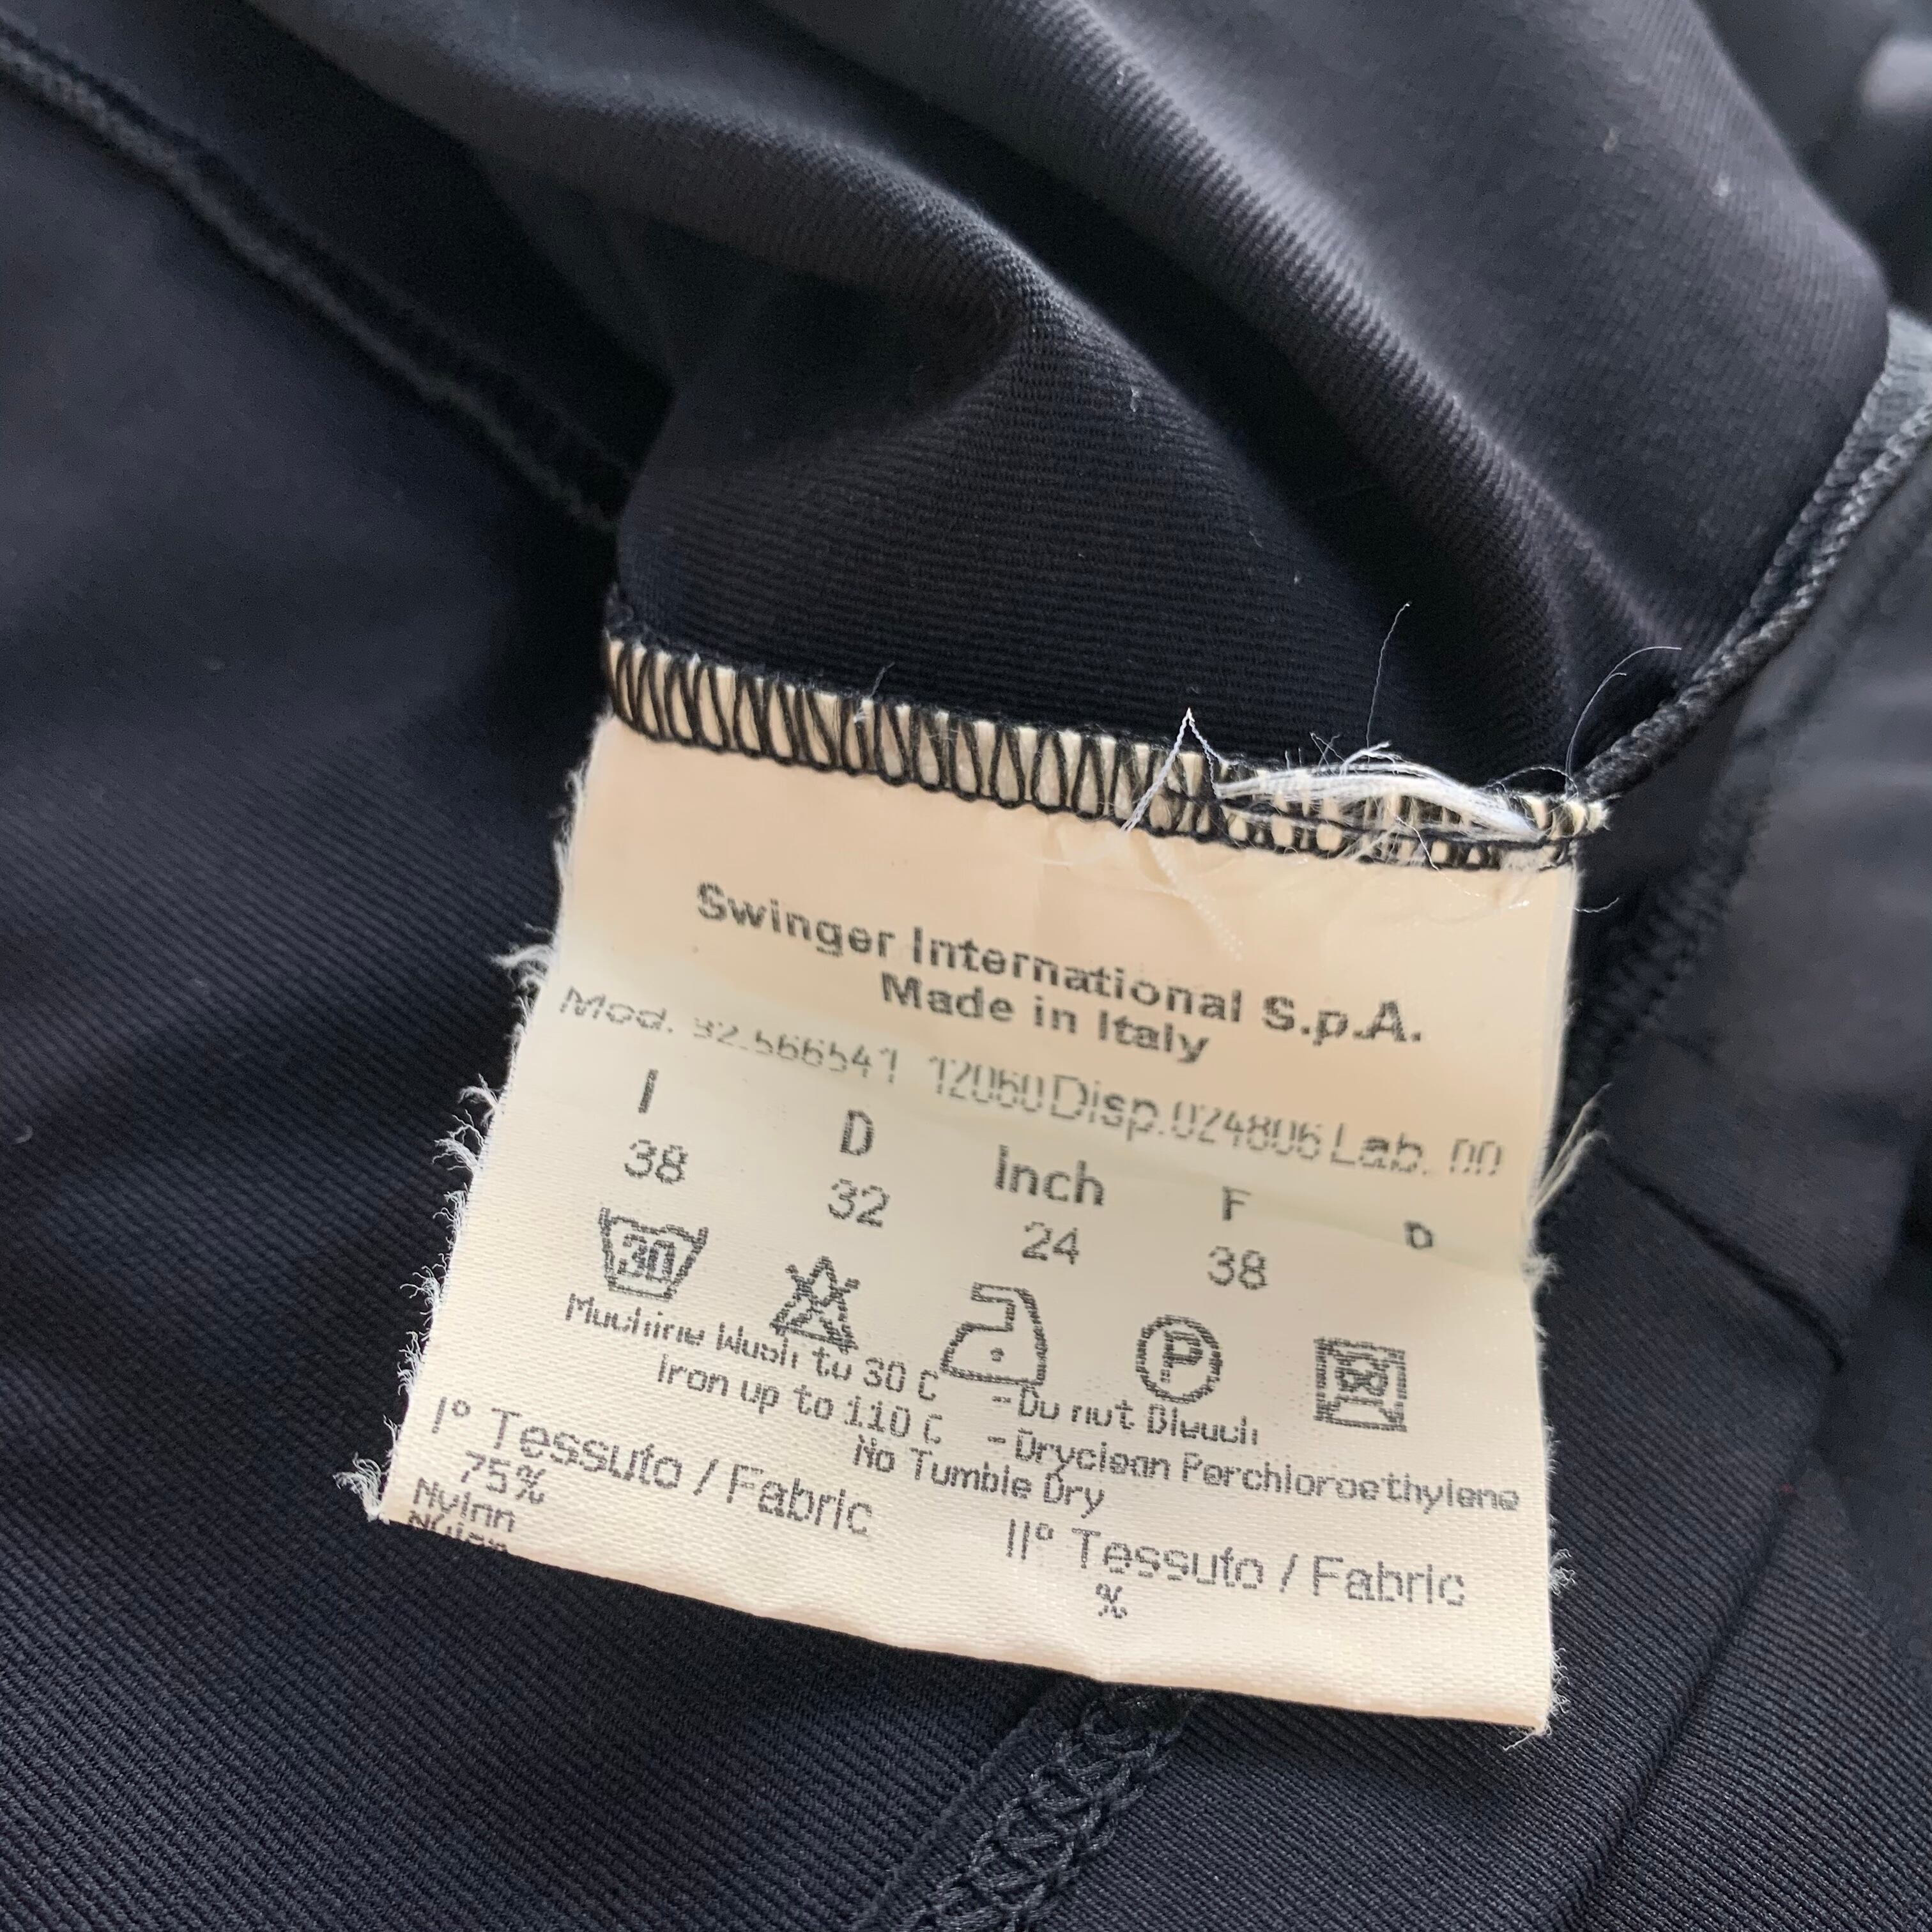 Swinger International S.p.A.
Made in Italy
Mod. 92.566541 12060 Disp.024806 Lab. 00
I D Inch F
38 32 24 38
30 P
Machine Wash to 30 C - Do not Bleach
Iron up to 110 C - Dryclean Perchloroethylene
No Tumble Dry
I° Tessuto / Fabric II° Tessuto / Fabric
75% %
Nylon
Nylon